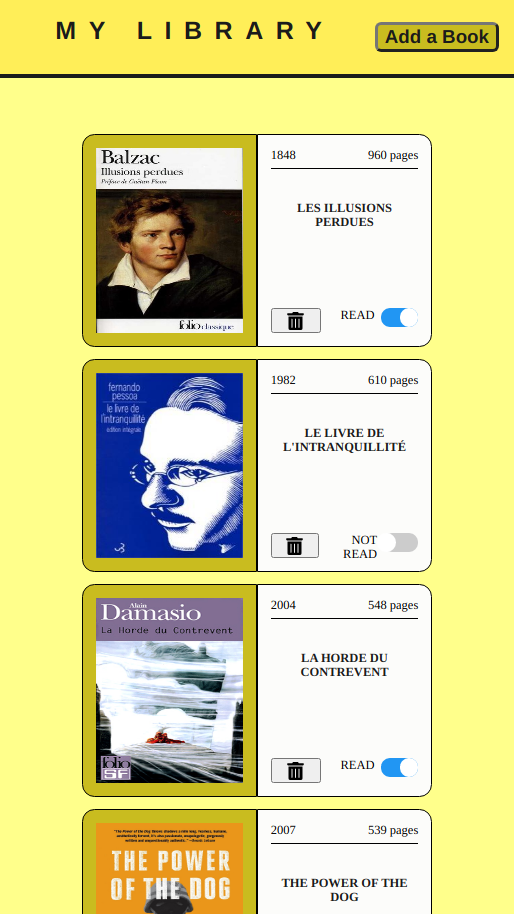 MY LIBRARY
Add a Book
Balzac
Illusions perdues
Préface de Gaëtan Picon
folio classique
1848
960 pages
LES ILLUSIONS
PERDUES
READ
fernando
pessoa
le livre de
l'intranquillité
édition intégrale
1982
610 pages
LE LIVRE DE
L'INTRANQUILLITÉ
NOT
READ
Alain
Damasio
La Horde du Contrevent
folio
SF
2004
548 pages
LA HORDE DU
CONTREVENT
READ
THE POWER
OF THE DOG
2007
539 pages
THE POWER OF THE
DOG